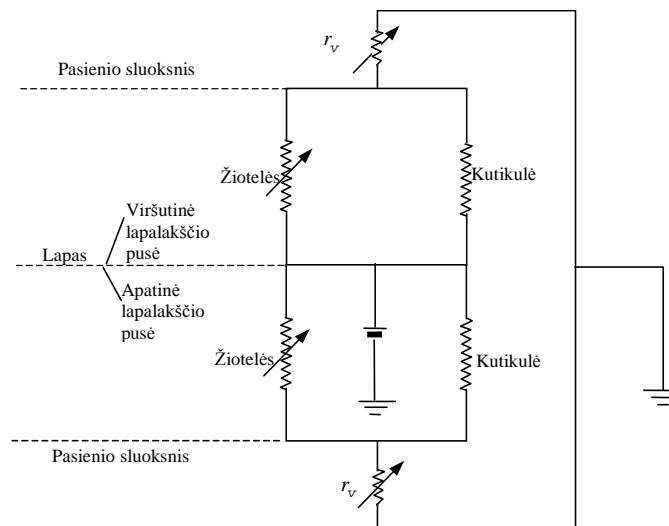 r_v
Pasienio sluoksnis
Žiotelės
Kutikulė
Viršutinė
lapalakščio
pusė
Lapas
Apatinė
lapalakščio
pusė
Žiotelės
Kutikulė
Pasienio sluoksnis
r_v